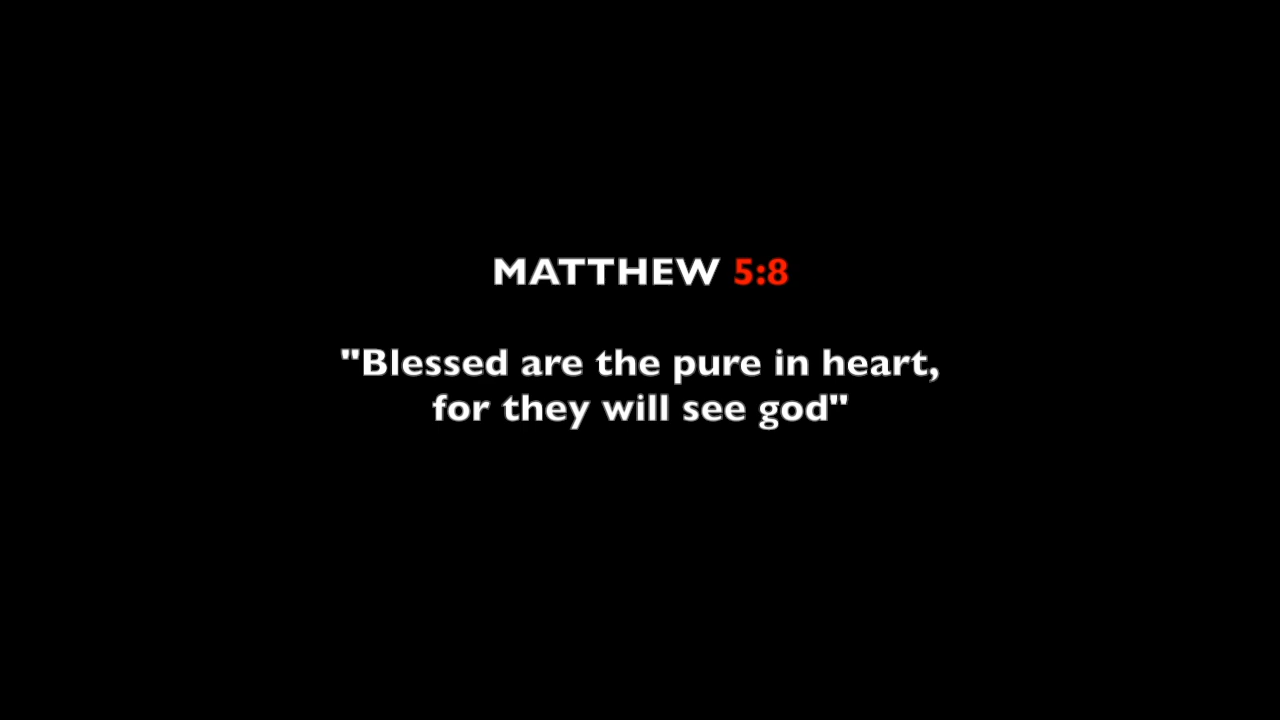 MATTHEW 5:8
"Blessed are the pure in heart,
for they will see god"